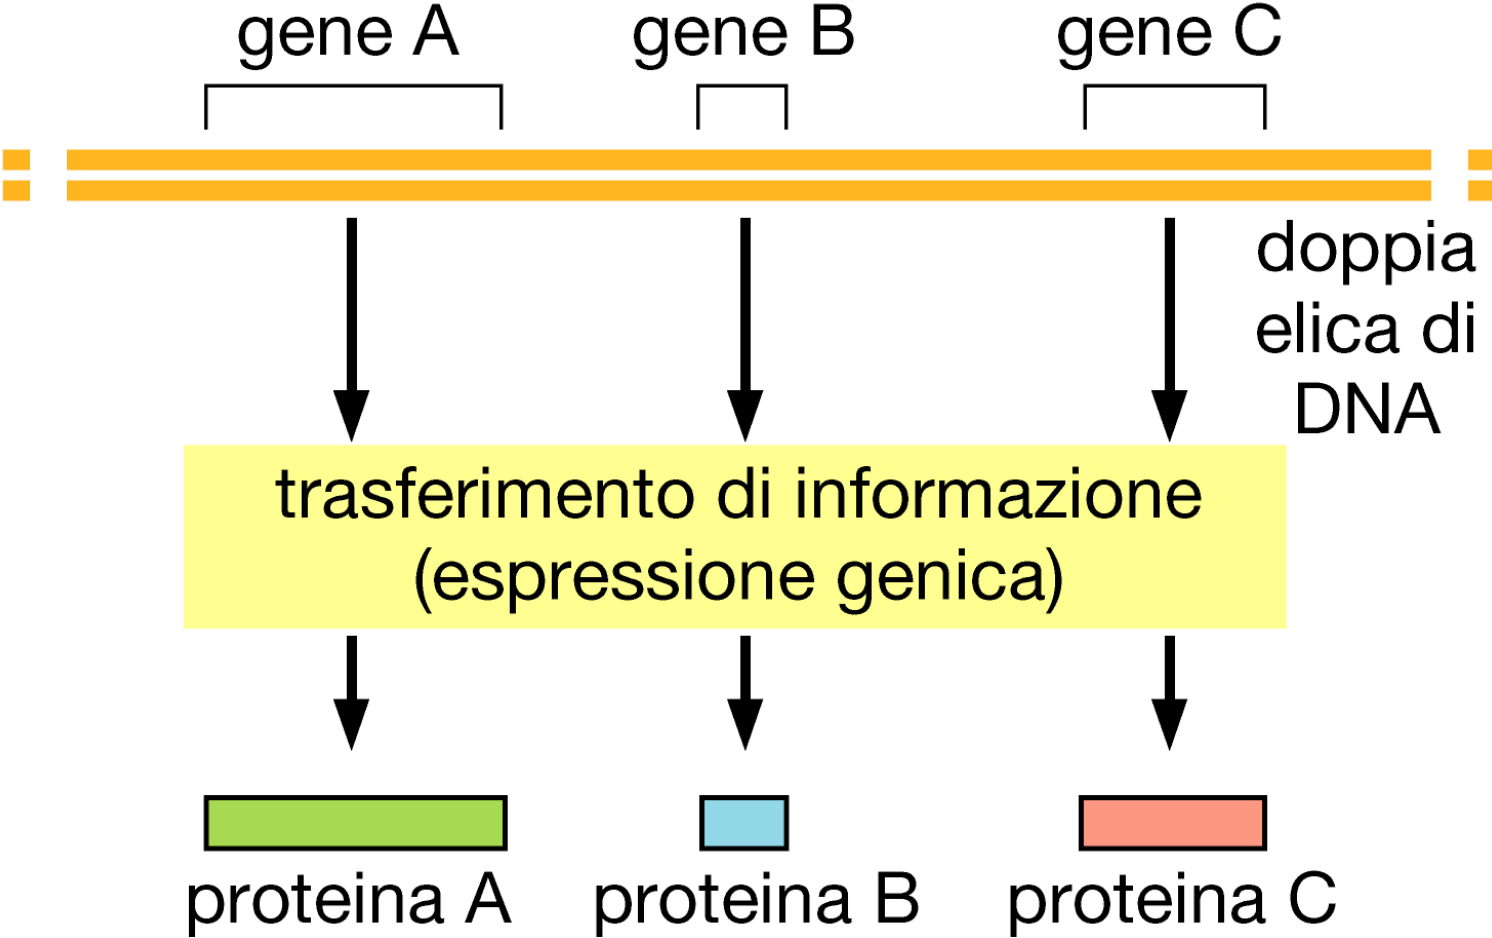 gene A
gene B
gene C
doppia
elica di
DNA
trasferimento di informazione
(espressione genica)
proteina A
proteina B
proteina C